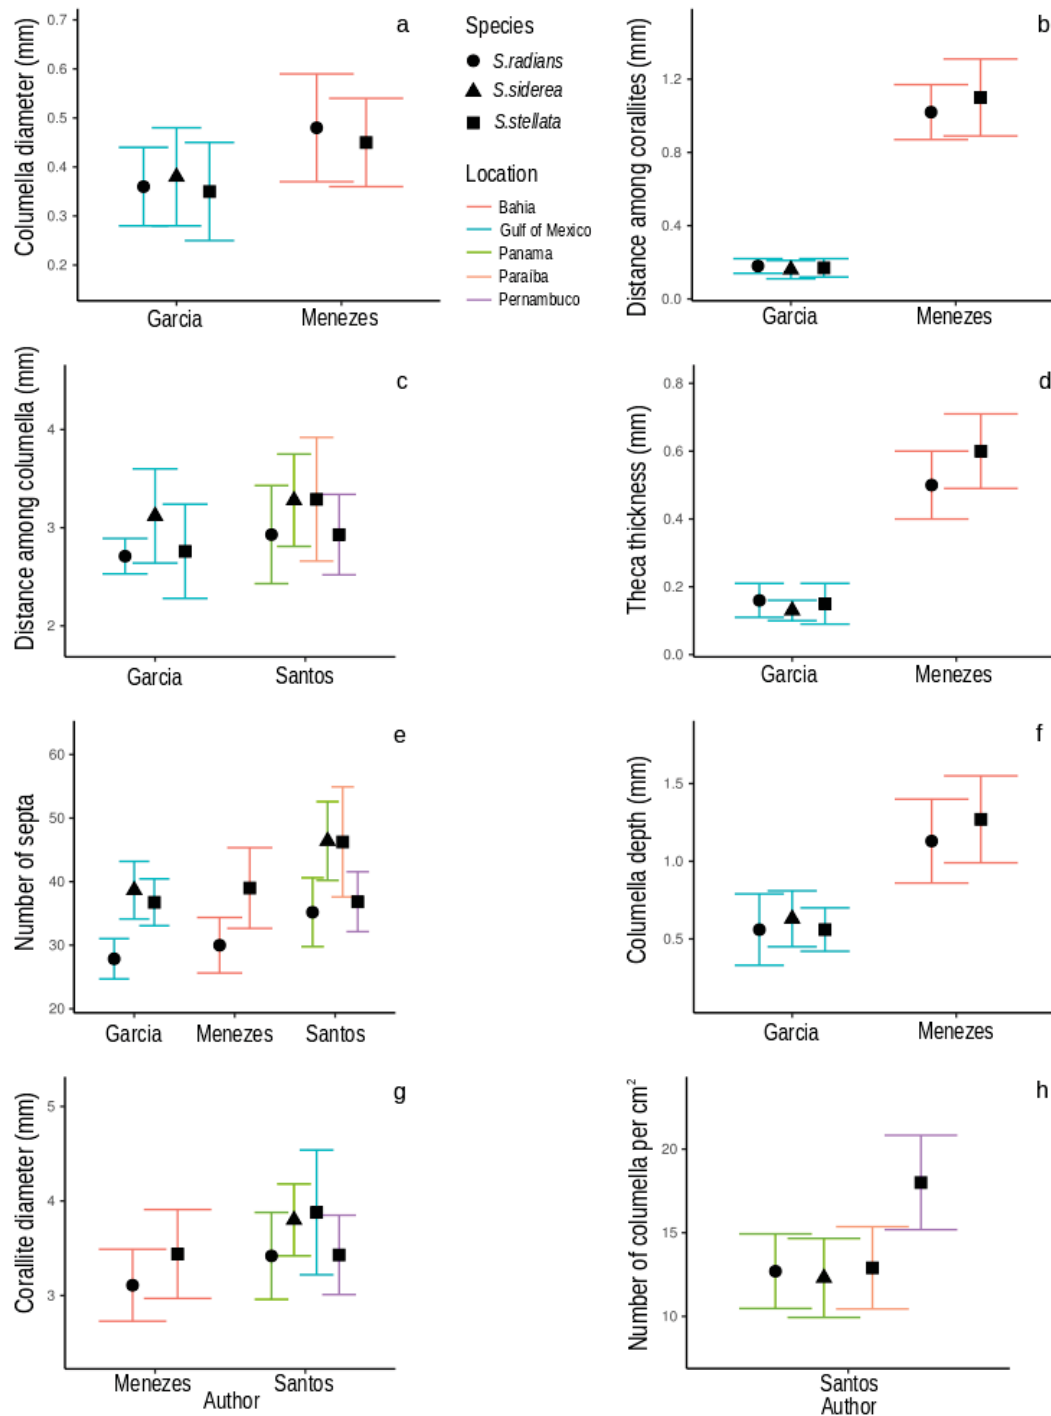 a
Columella diameter (mm)
0.7
0.6
0.5
0.4
0.3
0.2
Garcia
Menezes
Species
S.radians
S.siderea
S.stellata
Location
Bahia
Gulf of Mexico
Panama
Paraíba
Pernambuco
b
Distance among corallites (mm)
1.2
0.8
0.4
0.0
Garcia
Menezes
c
Distance among columella (mm)
4
3
2
Garcia
Santos
d
Theca thickness (mm)
0.8
0.6
0.4
0.2
0.0
Garcia
Menezes
e
Number of septa
60
50
40
30
20
Garcia
Menezes
Santos
f
Columella depth (mm)
1.5
1.0
0.5
Garcia
Menezes
g
Corallite diameter (mm)
5
4
3
Menezes
Santos
Author
h
Number of columella per cm²
20
15
10
Santos
Author